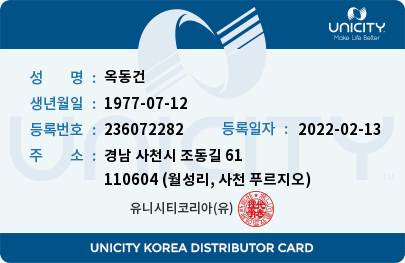 UNICITY
Make Life Better
성 명 : 옥동건
생년월일 : 1977-07-12
등록번호 : 236072282 등록일자 : 2022-02-13
주 소 : 경남 사천시 조동길 61
110604 (월성리, 사천 푸르지오)
UNICITY TM
유니시티코리아(유)
UNICITY KOREA DISTRIBUTOR CARD